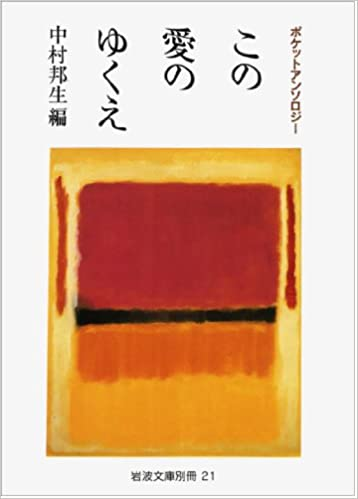 ポケットアンソロジー
この
愛の
ゆくえ
中村邦生編
岩波文庫別冊 21